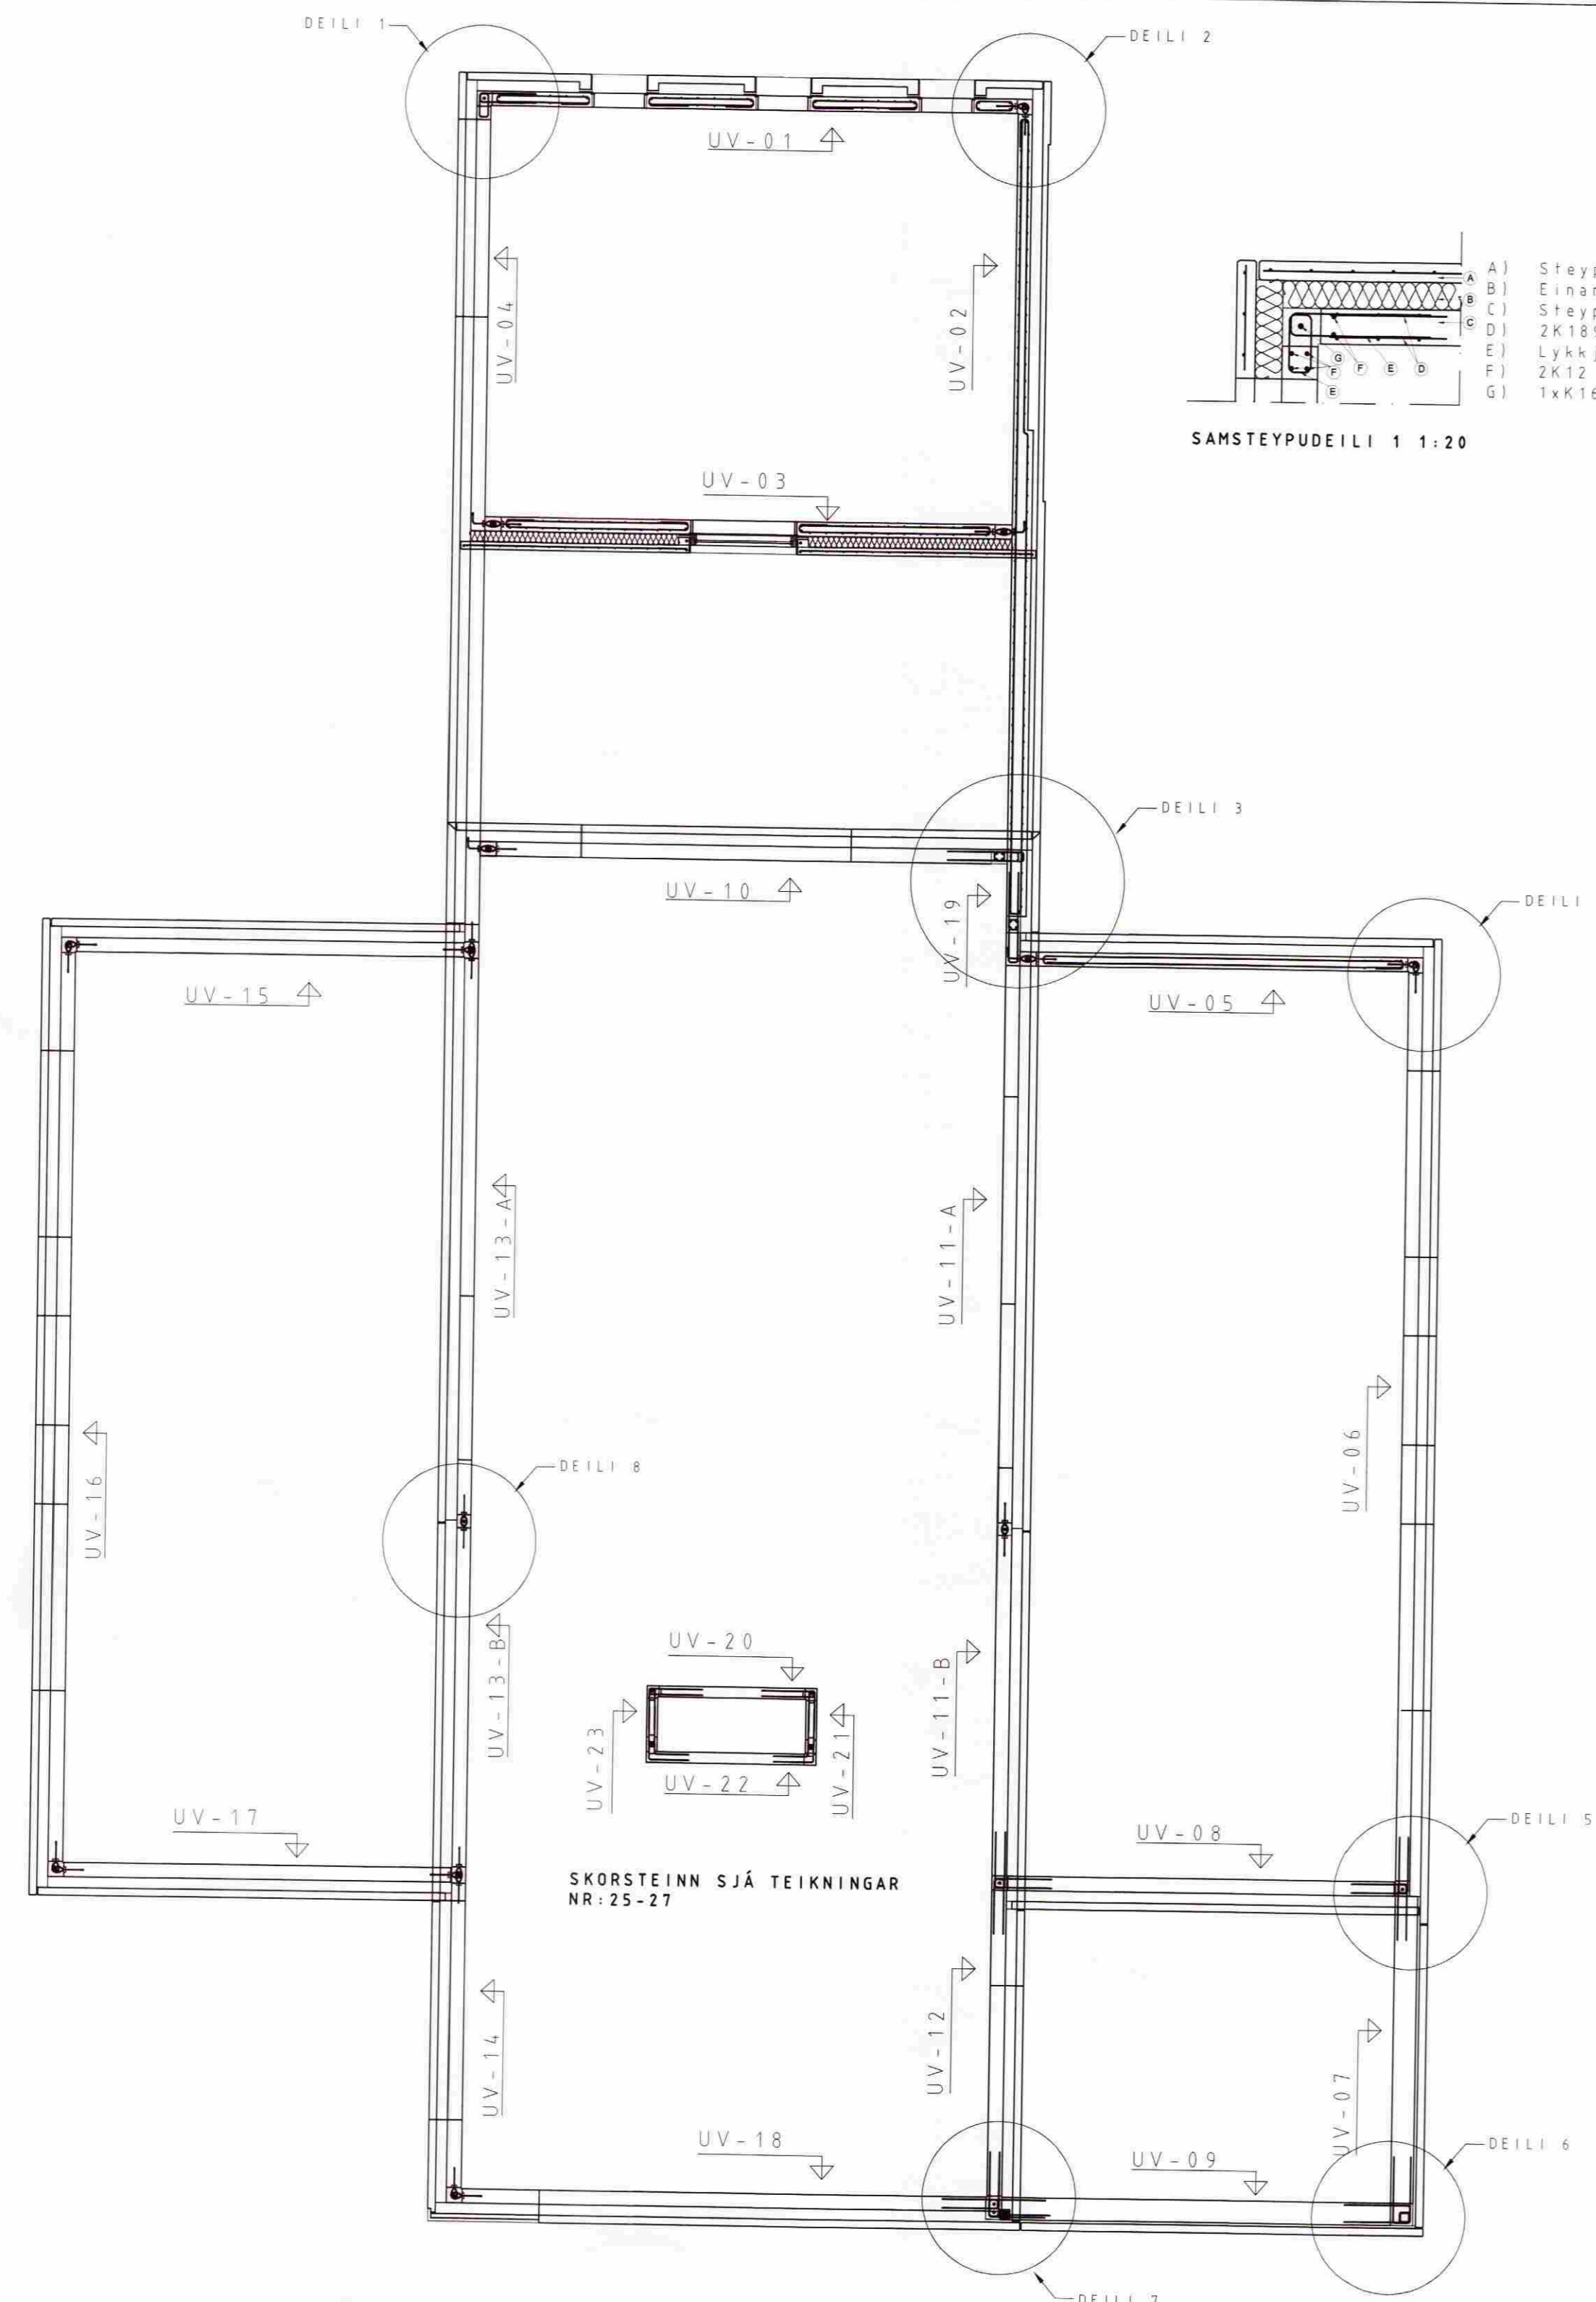 DEILI 1
DEILI 2
UV-01
UV-04
UV-02
A)
B)
C)
D)
E)
F) 2K12
G)
A
B
C
G
F
F
E
D
E
SAMSTEYPUDEILI 1 1:20
UV-03
DEILI 3
UV-10
UV-19
DEILI
UV-15
UV-05
UV-13-A
UV-11-A
UV-06
UV-16
DEILI 8
UV-13-B
UV-20
UV-11-B
UV-23
UV-21
UV-22
UV-17
UV-08
DEILI 5
SKORSTEINN SJÁ TEIKNINGAR
NR:25-27
UV-14
UV-12
UV-07
UV-18
UV-09
DEILI 6
DEILI 7